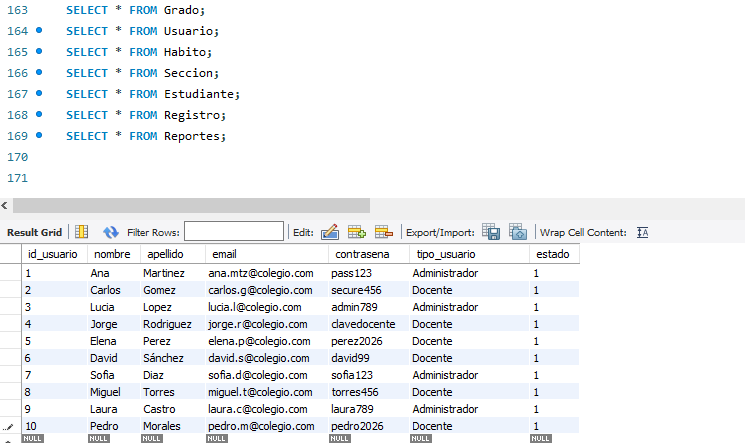 163 SELECT * FROM Grado;
164 SELECT * FROM Usuario;
165 SELECT * FROM Habito;
166 SELECT * FROM Seccion;
167 SELECT * FROM Estudiante;
168 SELECT * FROM Registro;
169 SELECT * FROM Reportes;
170
171
Result Grid Filter Rows: Edit: Export/Import: Wrap Cell Content:
id_usuario nombre apellido email contrasena tipo_usuario estado
1 Ana Martinez ana.mtz@colegio.com pass123 Administrador 1
2 Carlos Gomez carlos.g@colegio.com secure456 Docente 1
3 Lucia Lopez lucia.l@colegio.com admin789 Administrador 1
4 Jorge Rodriguez jorge.r@colegio.com clavedocente Docente 1
5 Elena Perez elena.p@colegio.com perez2026 Docente 1
6 David Sánchez david.s@colegio.com david99 Docente 1
7 Sofia Diaz sofia.d@colegio.com sofia123 Administrador 1
8 Miguel Torres miguel.t@colegio.com torres456 Docente 1
9 Laura Castro laura.c@colegio.com laura789 Administrador 1
10 Pedro Morales pedro.m@colegio.com pedro2026 Docente 1
NULL NULL NULL NULL NULL NULL NULL